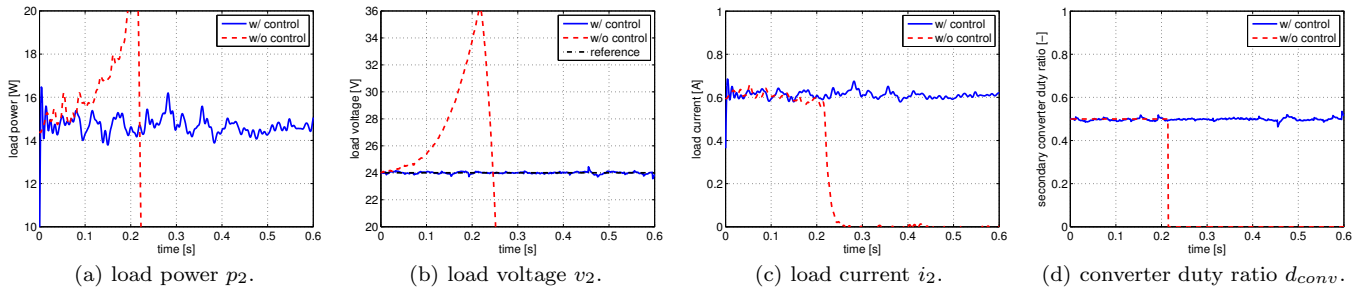 20
18
16
14
12
10
load power [W]
w/ control
w/o control
0 0.1 0.2 0.3 0.4 0.5 0.6
time [s]
(a) load power p2.
36
34
32
30
28
26
24
22
20
load voltage [V]
w/ control
w/o control
reference
0 0.1 0.2 0.3 0.4 0.5 0.6
time [s]
(b) load voltage v2.
1
0.8
0.6
0.4
0.2
0
load current [A]
w/ control
w/o control
0 0.1 0.2 0.3 0.4 0.5 0.6
time [s]
(c) load current i2.
1
0.8
0.6
0.4
0.2
0
secondary converter duty ratio [−]
w/ control
w/o control
0 0.1 0.2 0.3 0.4 0.5 0.6
time [s]
(d) converter duty ratio dconv.